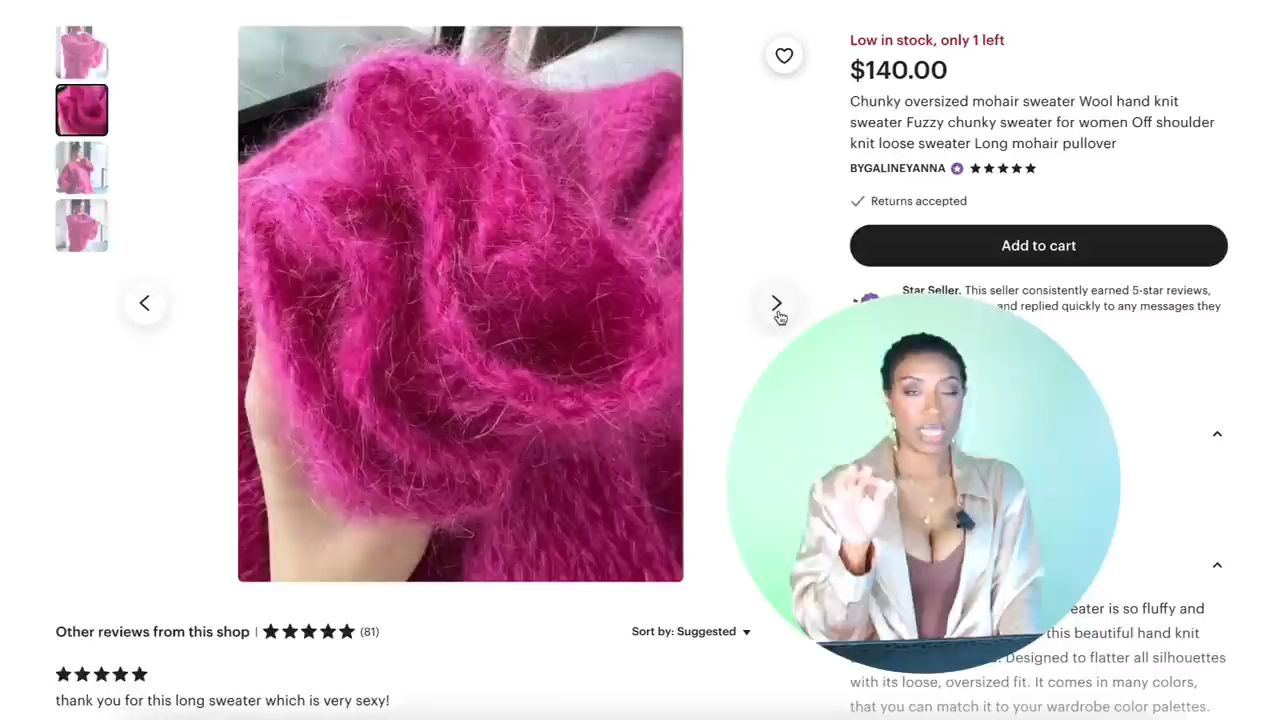 Low in stock, only 1 left
$140.00
Chunky oversized mohair sweater Wool hand knit
sweater Fuzzy chunky sweater for women Off shoulder
knit loose sweater Long mohair pullover
BYGALINEYANNA
Returns accepted
Add to cart
Star Seller. This seller consistently earned 5-star reviews,
and replied quickly to any messages they
Other reviews from this shop | (81)
Sort by: Suggested
thank you for this long sweater which is very sexy!
is so fluffy and
this beautiful hand knit
Designed to flatter all silhouettes
with its loose, oversized fit. It comes in many colors,
that you can match it to your wardrobe color palettes.